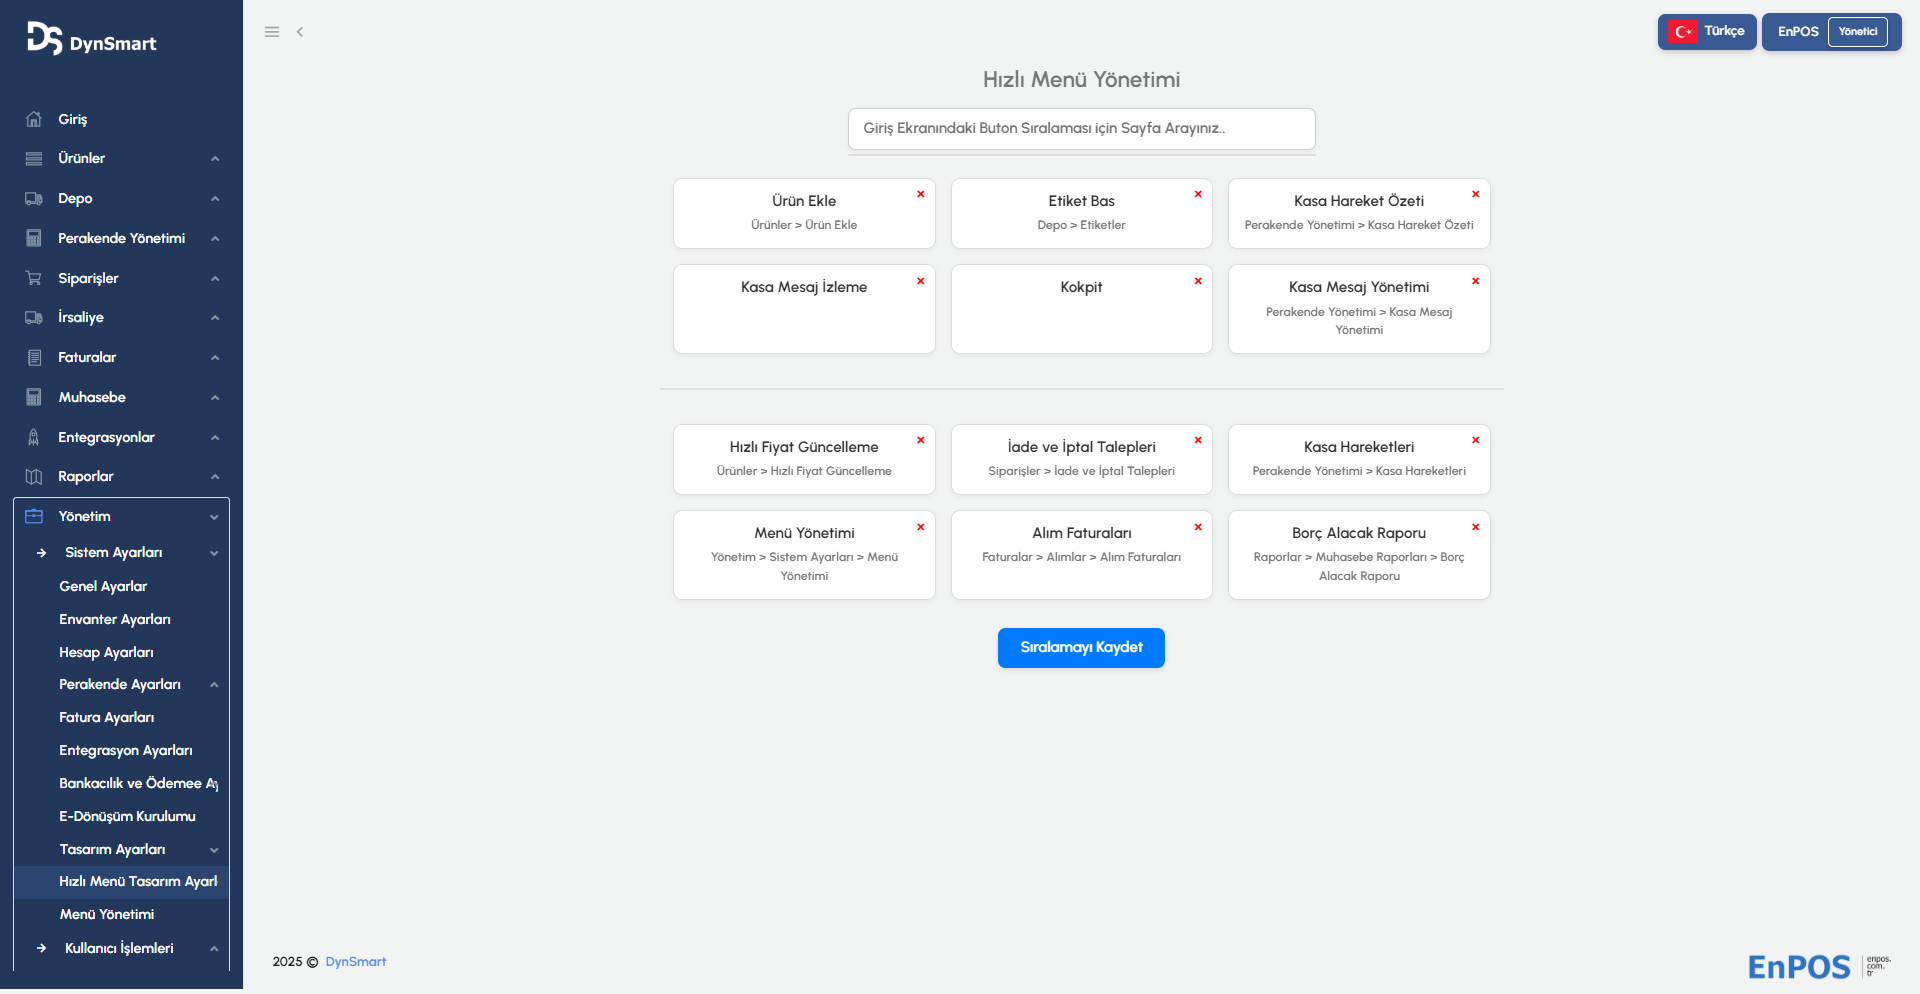 DynSmart
Giriş
Ürünler
Depo
Perakende Yönetimi
Siparişler
İrsaliye
Faturalar
Muhasebe
Entegrasyonlar
Raporlar
Yönetim
Sistem Ayarları
Genel Ayarlar
Envanter Ayarları
Hesap Ayarları
Perakende Ayarları
Fatura Ayarları
Entegrasyon Ayarları
Bankacılık ve Ödemee Ay
E-Dönüşüm Kurulumu
Tasarım Ayarları
Hızlı Menü Tasarım Ayarl
Menü Yönetimi
Kullanıcı İşlemleri
Türkçe
EnPOS Yönetici
Hızlı Menü Yönetimi
Giriş Ekranındaki Buton Sıralaması için Sayfa Arayınız..
Ürün Ekle
Ürünler > Ürün Ekle
Etiket Bas
Depo > Etiketler
Kasa Hareket Özeti
Perakende Yönetimi > Kasa Hareket Özeti
Kasa Mesaj İzleme
Kokpit
Kasa Mesaj Yönetimi
Perakende Yönetimi > Kasa Mesaj
Yönetimi
Hızlı Fiyat Güncelleme
Ürünler > Hızlı Fiyat Güncelleme
İade ve İptal Talepleri
Siparişler > İade ve İptal Talepleri
Kasa Hareketleri
Perakende Yönetimi > Kasa Hareketleri
Menü Yönetimi
Yönetim > Sistem Ayarları > Menü
Yönetimi
Alım Faturaları
Faturalar > Alımlar > Alım Faturaları
Borç Alacak Raporu
Raporlar > Muhasebe Raporları > Borç
Alacak Raporu
Sıralamayı Kaydet
2025 © DynSmart
EnPOS
enpos.
com.
tr